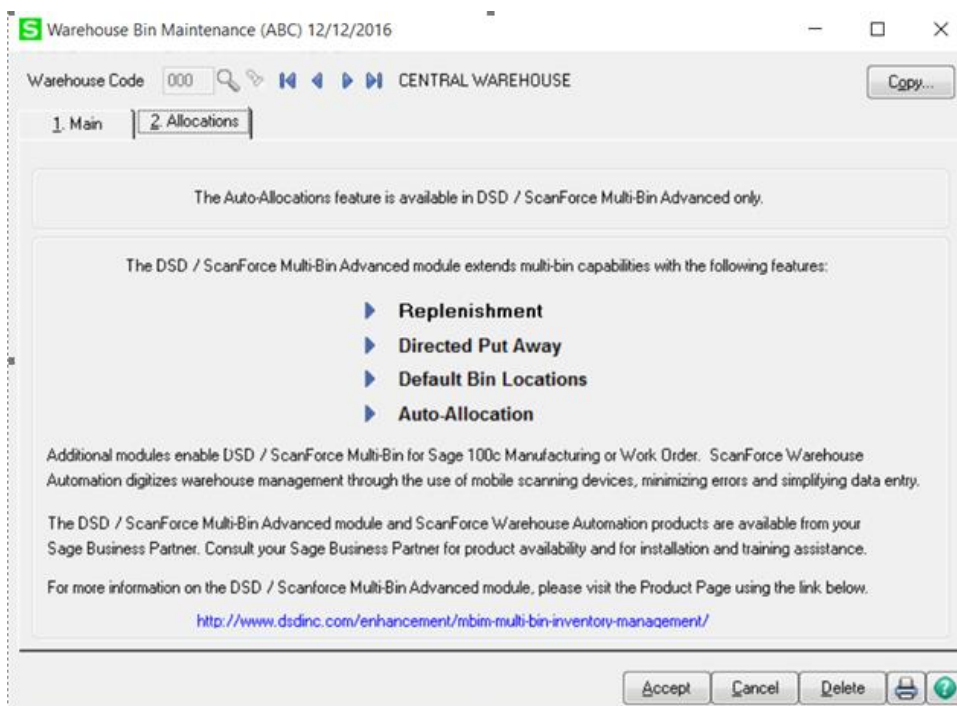 S Warehouse Bin Maintenance (ABC) 12/12/2016
Warehouse Code 000 CENTRAL WAREHOUSE Copy...
1. Main 2. Allocations
The Auto-Allocations feature is available in DSD / ScanForce Multi-Bin Advanced only.
The DSD / ScanForce Multi-Bin Advanced module extends multi-bin capabilities with the following features:
Replenishment
Directed Put Away
Default Bin Locations
Auto-Allocation
Additional modules enable DSD / ScanForce Multi-Bin for Sage 100c Manufacturing or Work Order. ScanForce Warehouse
Automation digitizes warehouse management through the use of mobile scanning devices, minimizing errors and simplifying data entry.
The DSD / ScanForce Multi-Bin Advanced module and ScanForce Warehouse Automation products are available from your
Sage Business Partner. Consult your Sage Business Partner for product availability and for installation and training assistance.
For more information on the DSD / Scanforce Multi-Bin Advanced module, please visit the Product Page using the link below.
http://www.dsdinc.com/enhancement/mbim-multi-bin-inventory-management/
Accept Cancel Delete ?